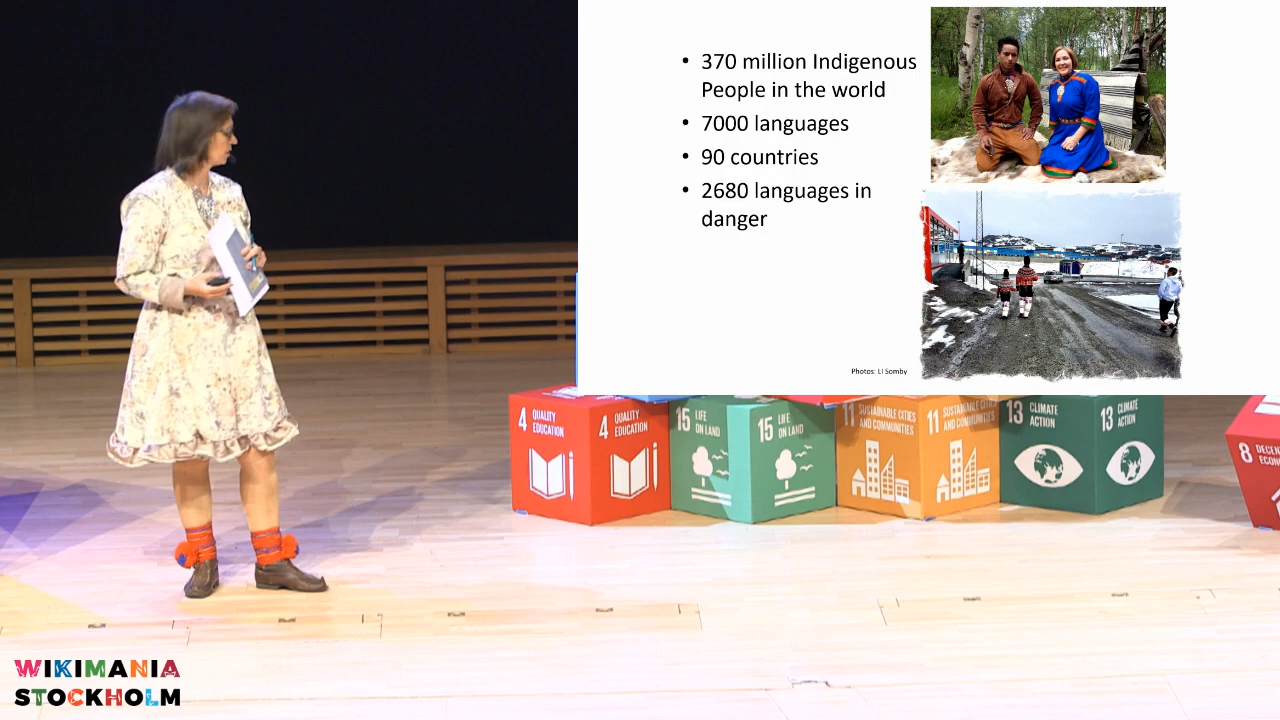 • 370 million Indigenous
People in the world
• 7000 languages
• 90 countries
• 2680 languages in
danger
Photos: LI Somby
4 QUALITY
EDUCATION
4 QUALITY
EDUCATION
15 LIFE
ON LAND
15 LIFE
ON LAND
11 SUSTAINABLE CITIES
AND COMMUNITIES
11 SUSTAINABLE CITIES
AND COMMUNITIES
13 CLIMATE
ACTION
13 CLIMATE
ACTION
8
WIKIMANIA
STOCKHOLM